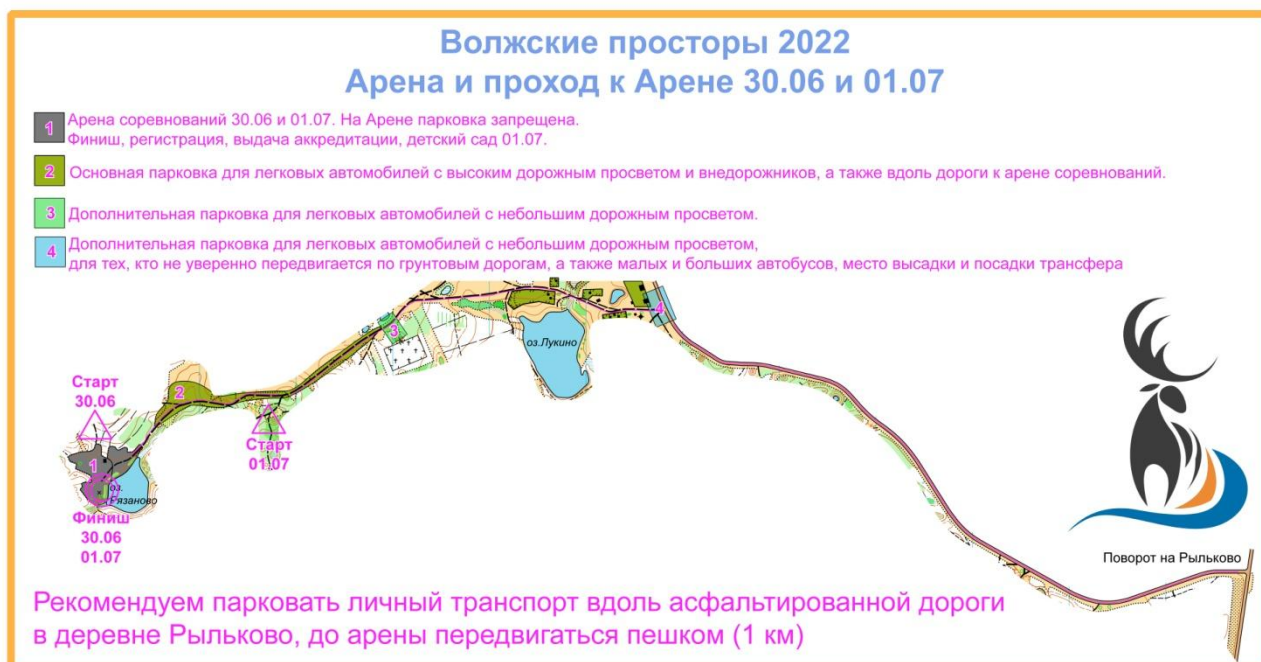 Волжские просторы 2022
Арена и проход к Арене 30.06 и 01.07
1
Арена соревнований 30.06 и 01.07. На Арене парковка запрещена.
Финиш, регистрация, выдача аккредитации, детский сад 01.07.
2
Основная парковка для легковых автомобилей с высоким дорожным просветом и внедорожников, а также вдоль дороги к арене соревнований.
3
Дополнительная парковка для легковых автомобилей с небольшим дорожным просветом.
4
Дополнительная парковка для легковых автомобилей с небольшим дорожным просветом,
для тех, кто не уверенно передвигается по грунтовым дорогам, а также малых и больших автобусов, место высадки и посадки трансфера
4
3
оз.Лукино
Старт
30.06
2
Старт
01.07
1
оз.
Рязаново
Финиш
30.06
01.07
Поворот на Рыльково
Рекомендуем парковать личный транспорт вдоль асфальтированной дороги
в деревне Рыльково, до арены передвигаться пешком (1 км)